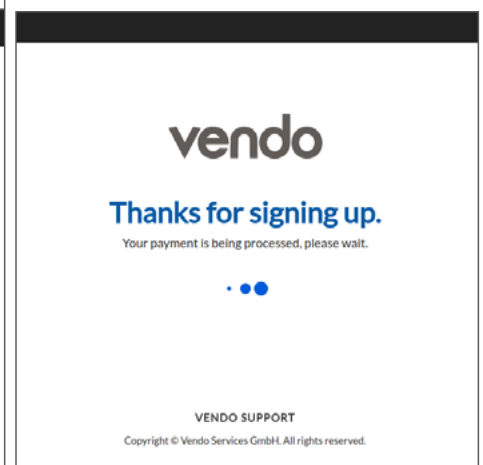 vendo
Thanks for signing up.
Your payment is being processed, please wait.
VENDO SUPPORT
Copyright © Vendo Services GmbH. All rights reserved.